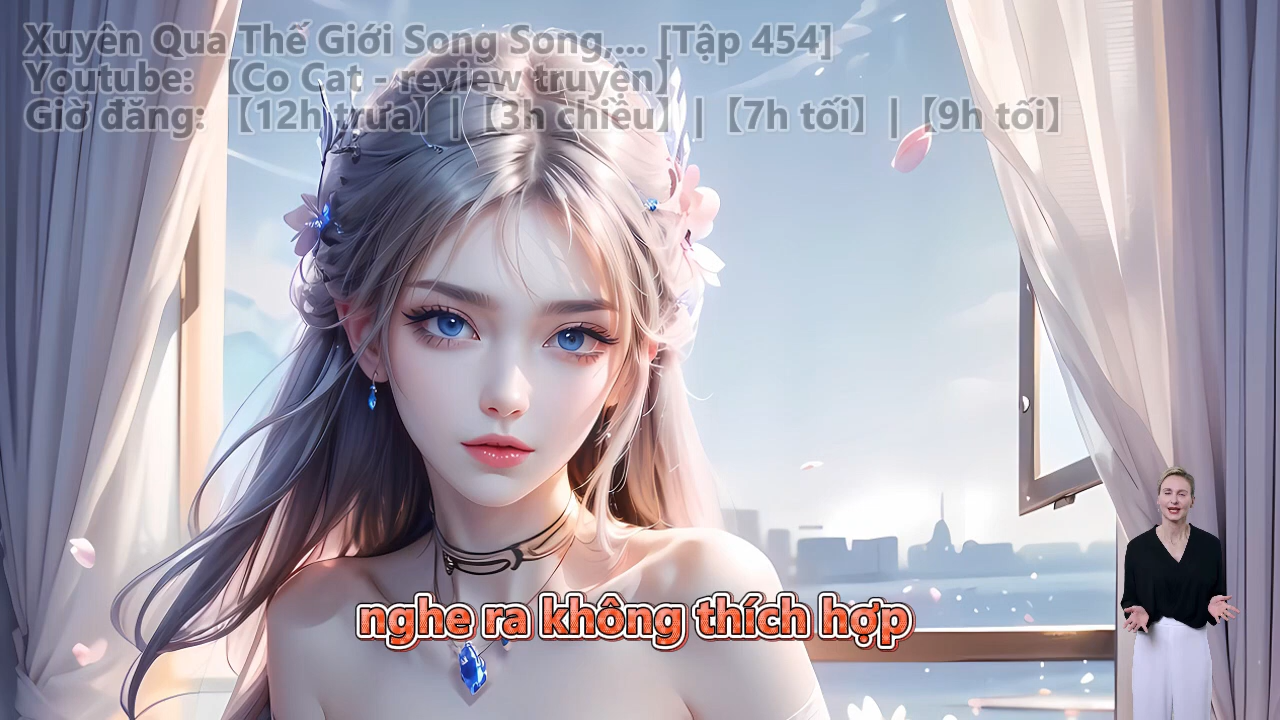 Xuyên Qua Thế Giới Song Song,... [Tập 454]
Youtube: 【Co Cat - review truyện】
Giờ đăng: 【12h trưa】 |【3h chiều】 |【7h tối】 |【9h tối】
nghe ra không thích hợp